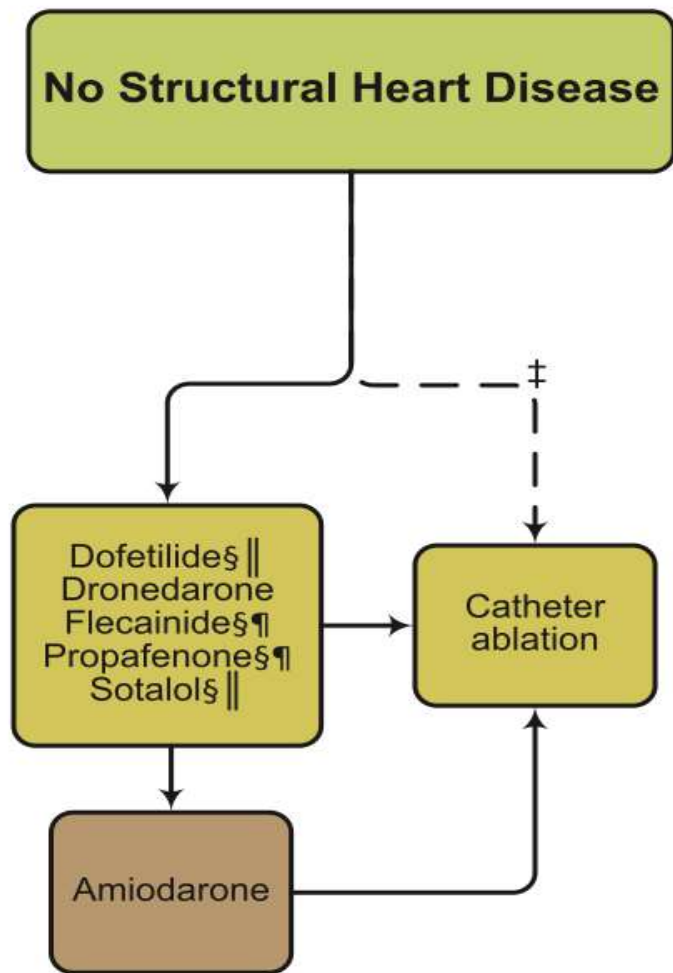 No Structural Heart Disease
‡
Dofetilide§||
Dronedarone
Flecainide§¶
Propafenone§¶
Sotalol§||
Catheter
ablation
Amiodarone